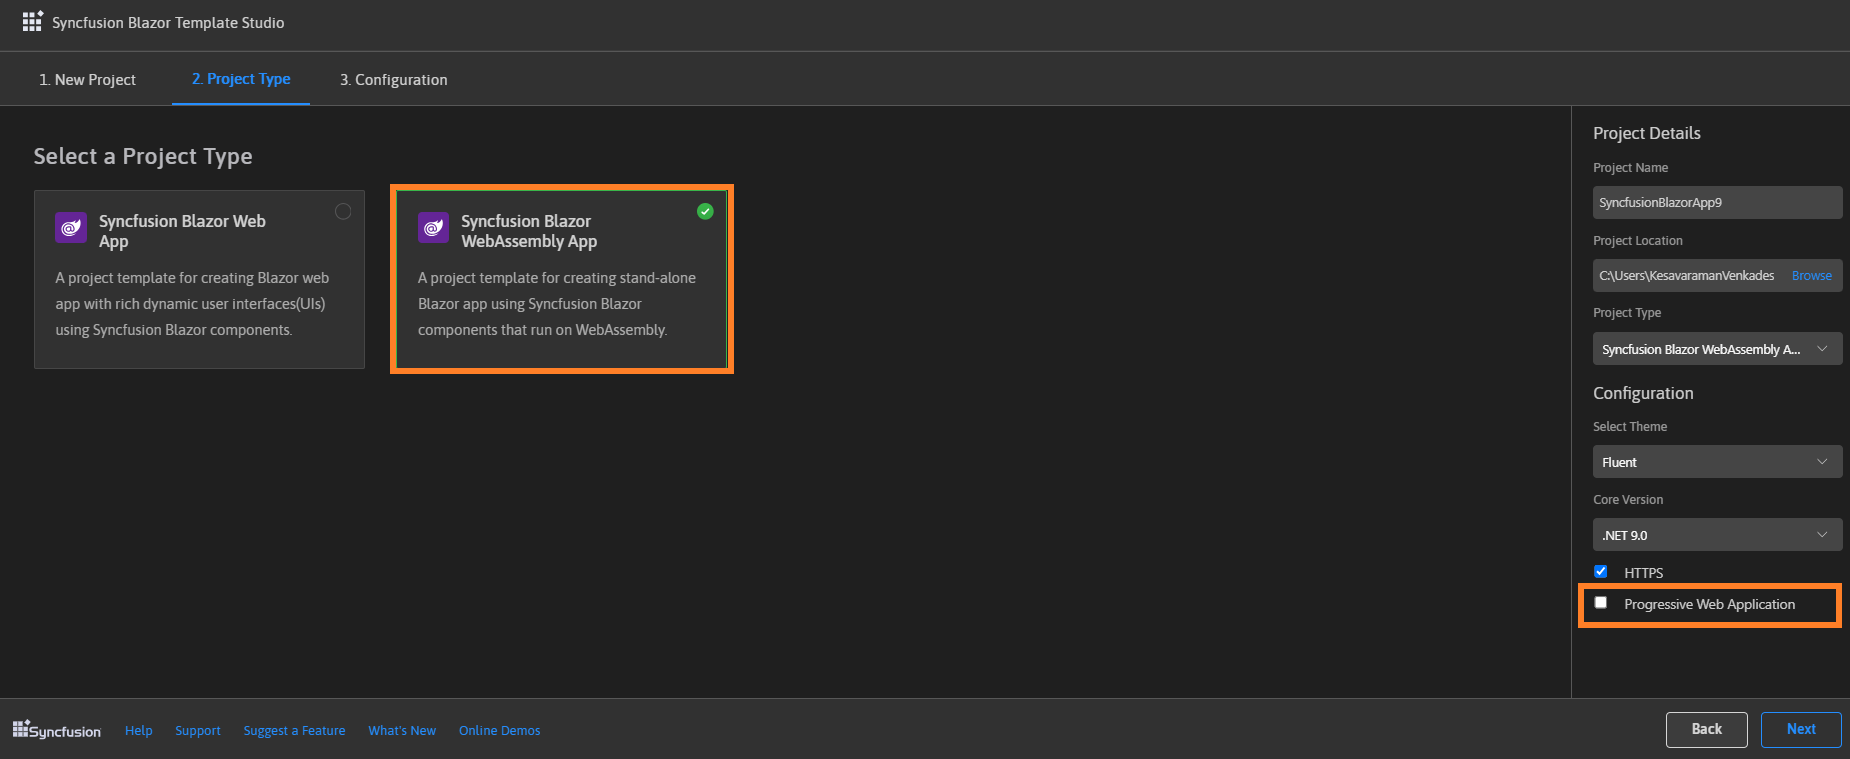 Syncfusion Blazor Template Studio
1. New Project
2. Project Type
3. Configuration
Select a Project Type
Syncfusion Blazor Web
App
A project template for creating Blazor web
app with rich dynamic user interfaces(UIs)
using Syncfusion Blazor components.
Syncfusion Blazor
WebAssembly App
A project template for creating stand-alone
Blazor app using Syncfusion Blazor
components that run on WebAssembly.
Project Details
Project Name
SyncfusionBlazorApp9
Project Location
C:\Users\KesavaramanVenkades
Browse
Project Type
Syncfusion Blazor WebAssembly A...
Configuration
Select Theme
Fluent
Core Version
.NET 9.0
HTTPS
Progressive Web Application
Syncfusion
Help
Support
Suggest a Feature
What's New
Online Demos
Back
Next